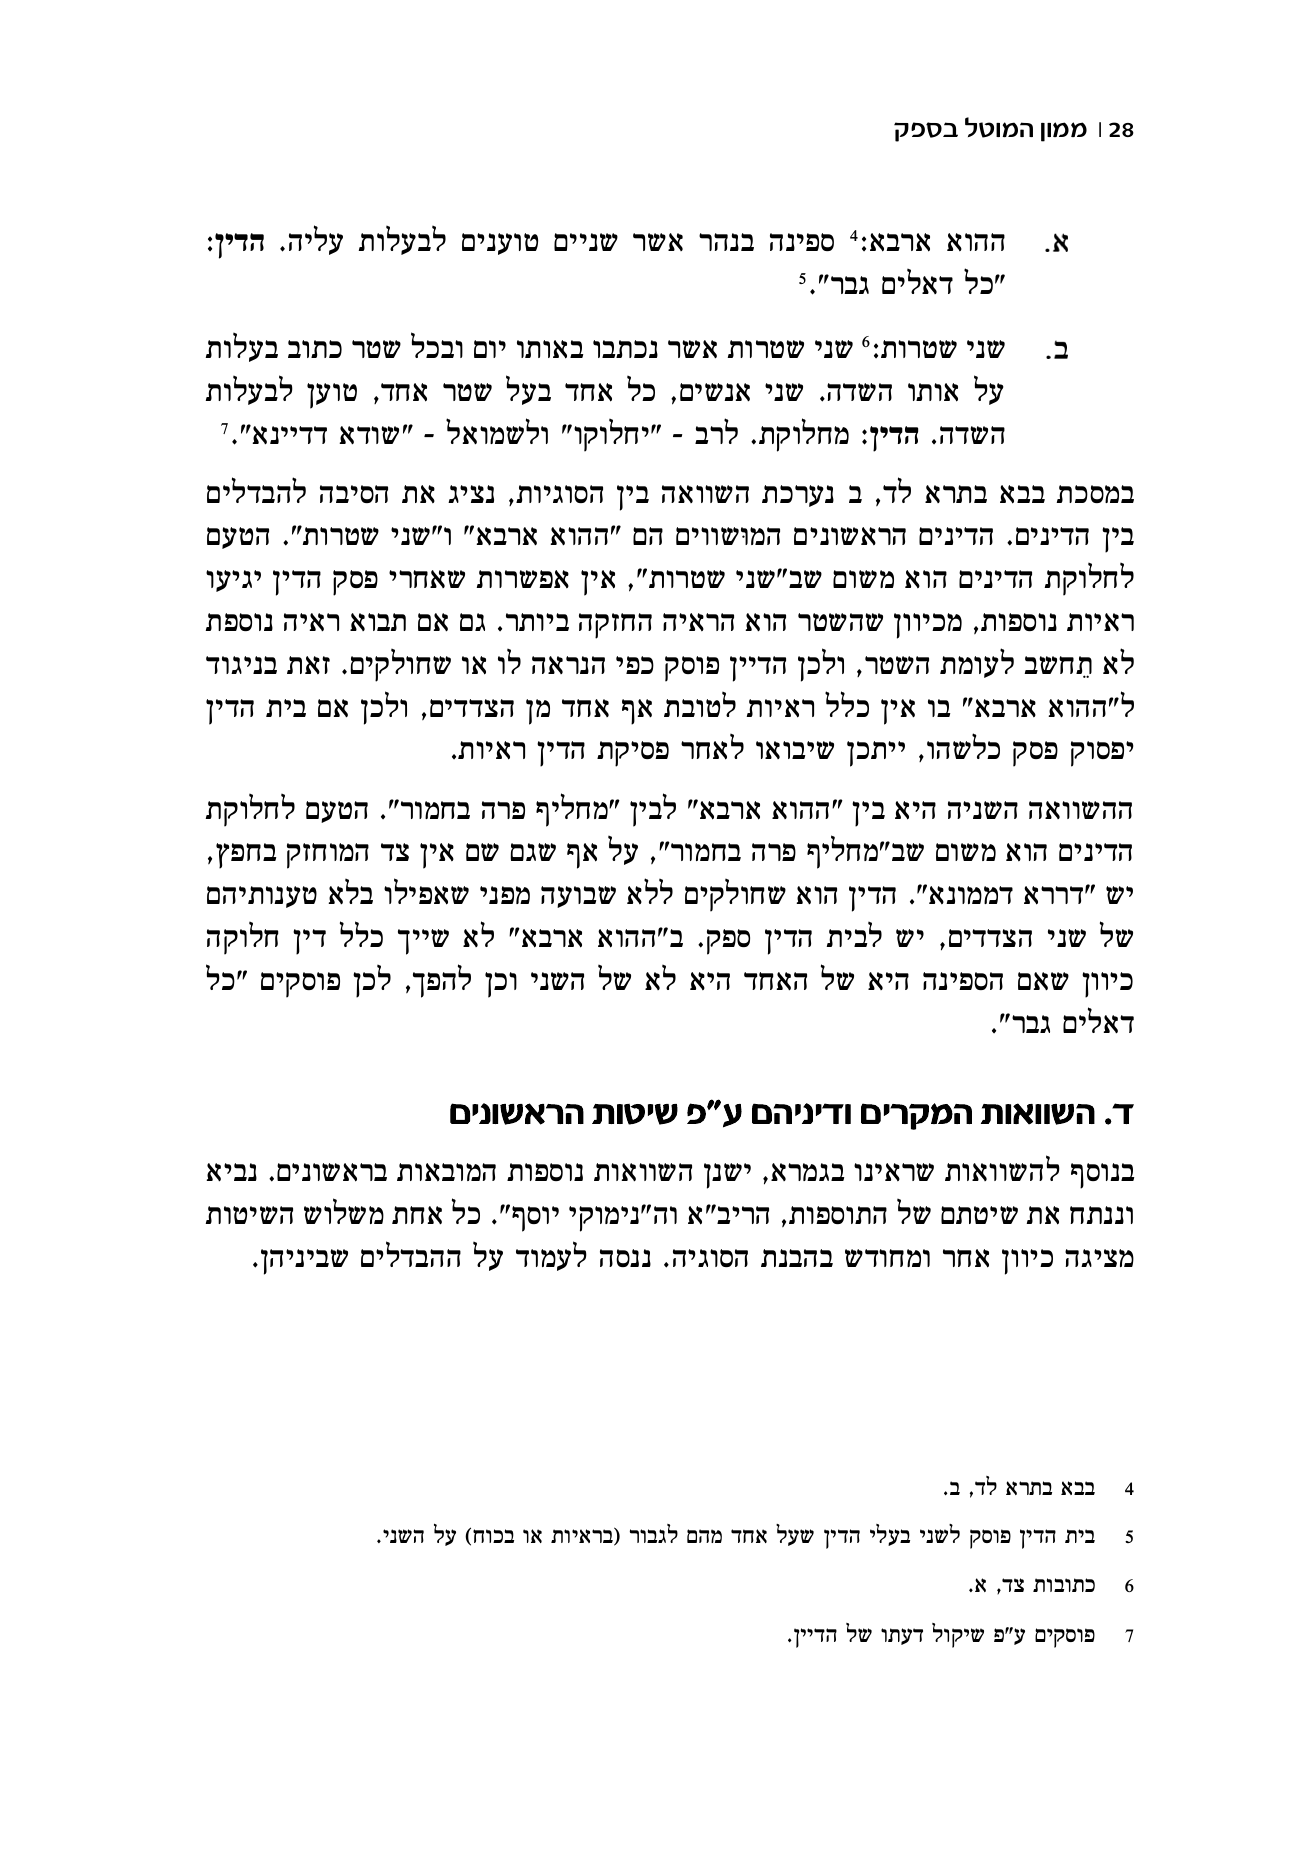 28 | ממון המוטל בספק
א. ההוא ארבא:4 ספינה בנהר אשר שניים טוענים לבעלות עליה. הדין:
"כל דאלים גבר".5
ב. שני שטרות:6 שני שטרות אשר נכתבו באותו יום ובכל שטר כתוב בעלות
על אותו השדה. שני אנשים, כל אחד בעל שטר אחד, טוען לבעלות
השדה. הדין: מחלוקת. לרב - "יחלוקו" ולשמואל - "שודא דדיינא".7
במסכת בבא בתרא לד, ב נערכת השוואה בין הסוגיות, נציג את הסיבה להבדלים
בין הדינים. הדינים הראשונים המוּשווים הם "ההוא ארבא" ו"שני שטרות". הטעם
לחלוקת הדינים הוא משום שב"שני שטרות", אין אפשרות שאחרי פסק הדין יגיעו
ראיות נוספות, מכיוון שהשטר הוא הראיה החזקה ביותר. גם אם תבוא ראיה נוספת
לא תֵחשב לעומת השטר, ולכן הדיין פוסק כפי הנראה לו או שחולקים. זאת בניגוד
ל"ההוא ארבא" בו אין כלל ראיות לטובת אף אחד מן הצדדים, ולכן אם בית הדין
יפסוק פסק כלשהו, ייתכן שיבואו לאחר פסיקת הדין ראיות.
ההשוואה השניה היא בין "ההוא ארבא" לבין "מחליף פרה בחמור". הטעם לחלוקת
הדינים הוא משום שב"מחליף פרה בחמור", על אף שגם שם אין צד המוחזק בחפץ,
יש "דררא דממונא". הדין הוא שחולקים ללא שבועה מפני שאפילו בלא טענותיהם
של שני הצדדים, יש לבית הדין ספק. ב"ההוא ארבא" לא שייך כלל דין חלוקה
כיוון שאם הספינה היא של האחד היא לא של השני וכן להפך, לכן פוסקים "כל
דאלים גבר".
ד. השוואות המקרים ודיניהם ע"פ שיטות הראשונים
בנוסף להשוואות שראינו בגמרא, ישנן השוואות נוספות המובאות בראשונים. נביא
וננתח את שיטתם של התוספות, הריב"א וה"נימוקי יוסף". כל אחת משלוש השיטות
מציגה כיוון אחר ומחודש בהבנת הסוגיה. ננסה לעמוד על ההבדלים שביניהן.
4 בבא בתרא לד, ב.
5 בית הדין פוסק לשני בעלי הדין שעל אחד מהם לגבור (בראיות או בכוח) על השני.
6 כתובות צד, א.
7 פוסקים ע"פ שיקול דעתו של הדיין.